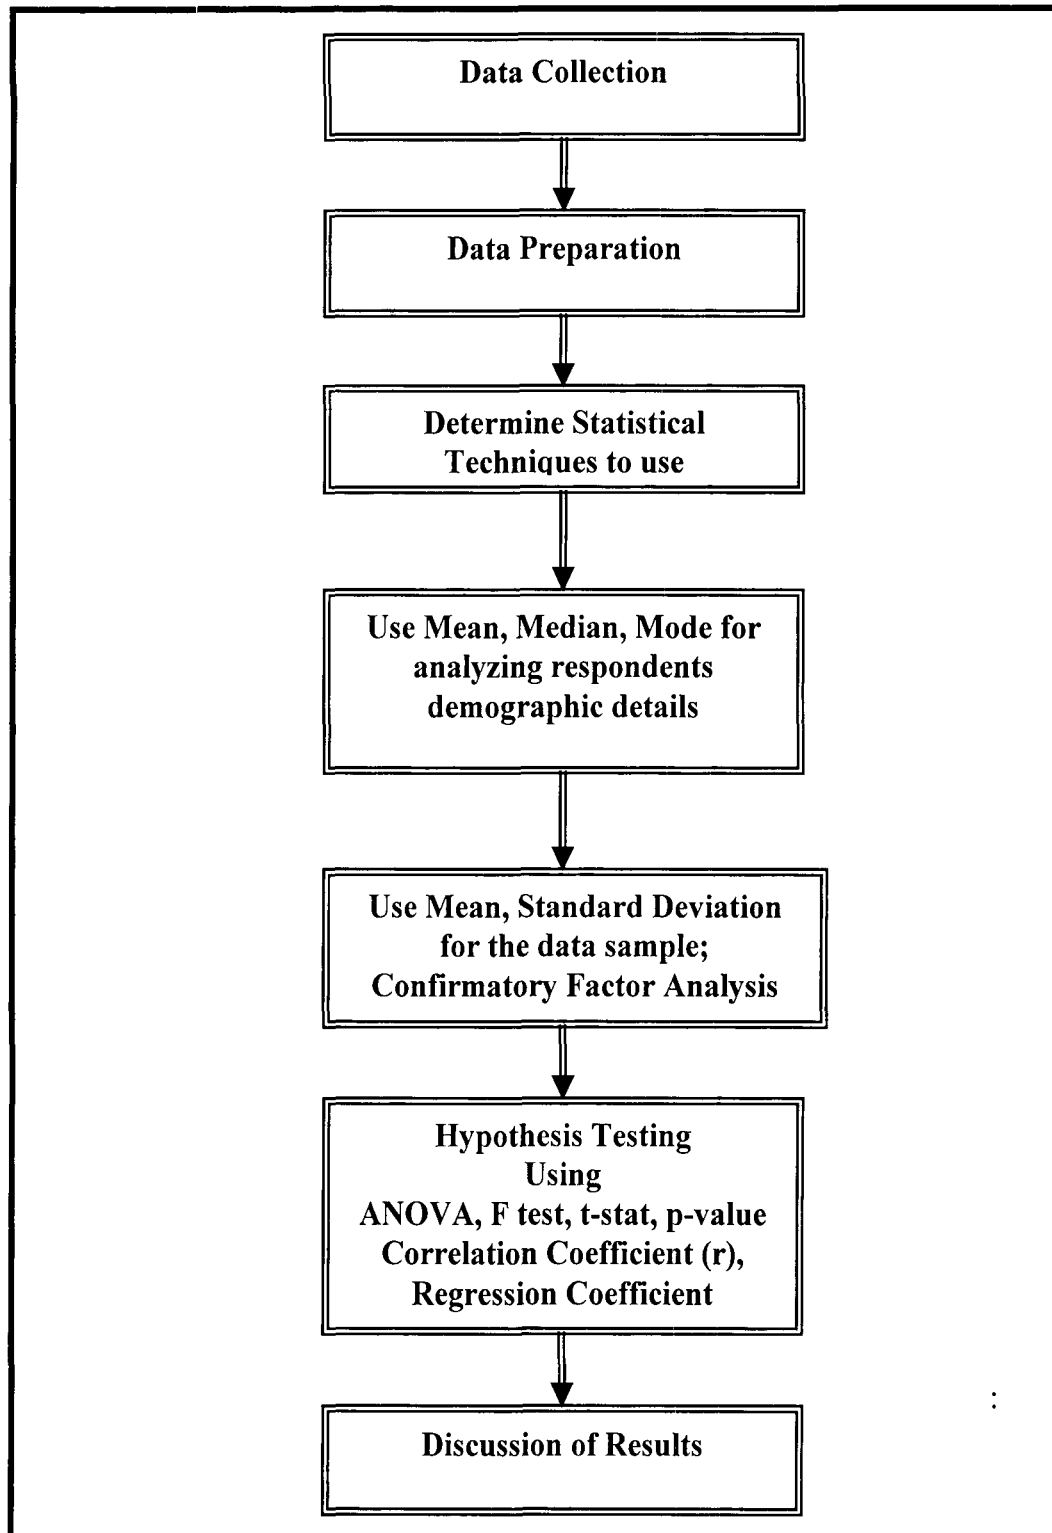 Data Collection
Data Preparation
Determine Statistical
Techniques to use
Use Mean, Median, Mode for
analyzing respondents
demographic details
Use Mean, Standard Deviation
for the data sample;
Confirmatory Factor Analysis
Hypothesis Testing
Using
ANOVA, F test, t-stat, p-value
Correlation Coefficient (r),
Regression Coefficient
:
Discussion of Results